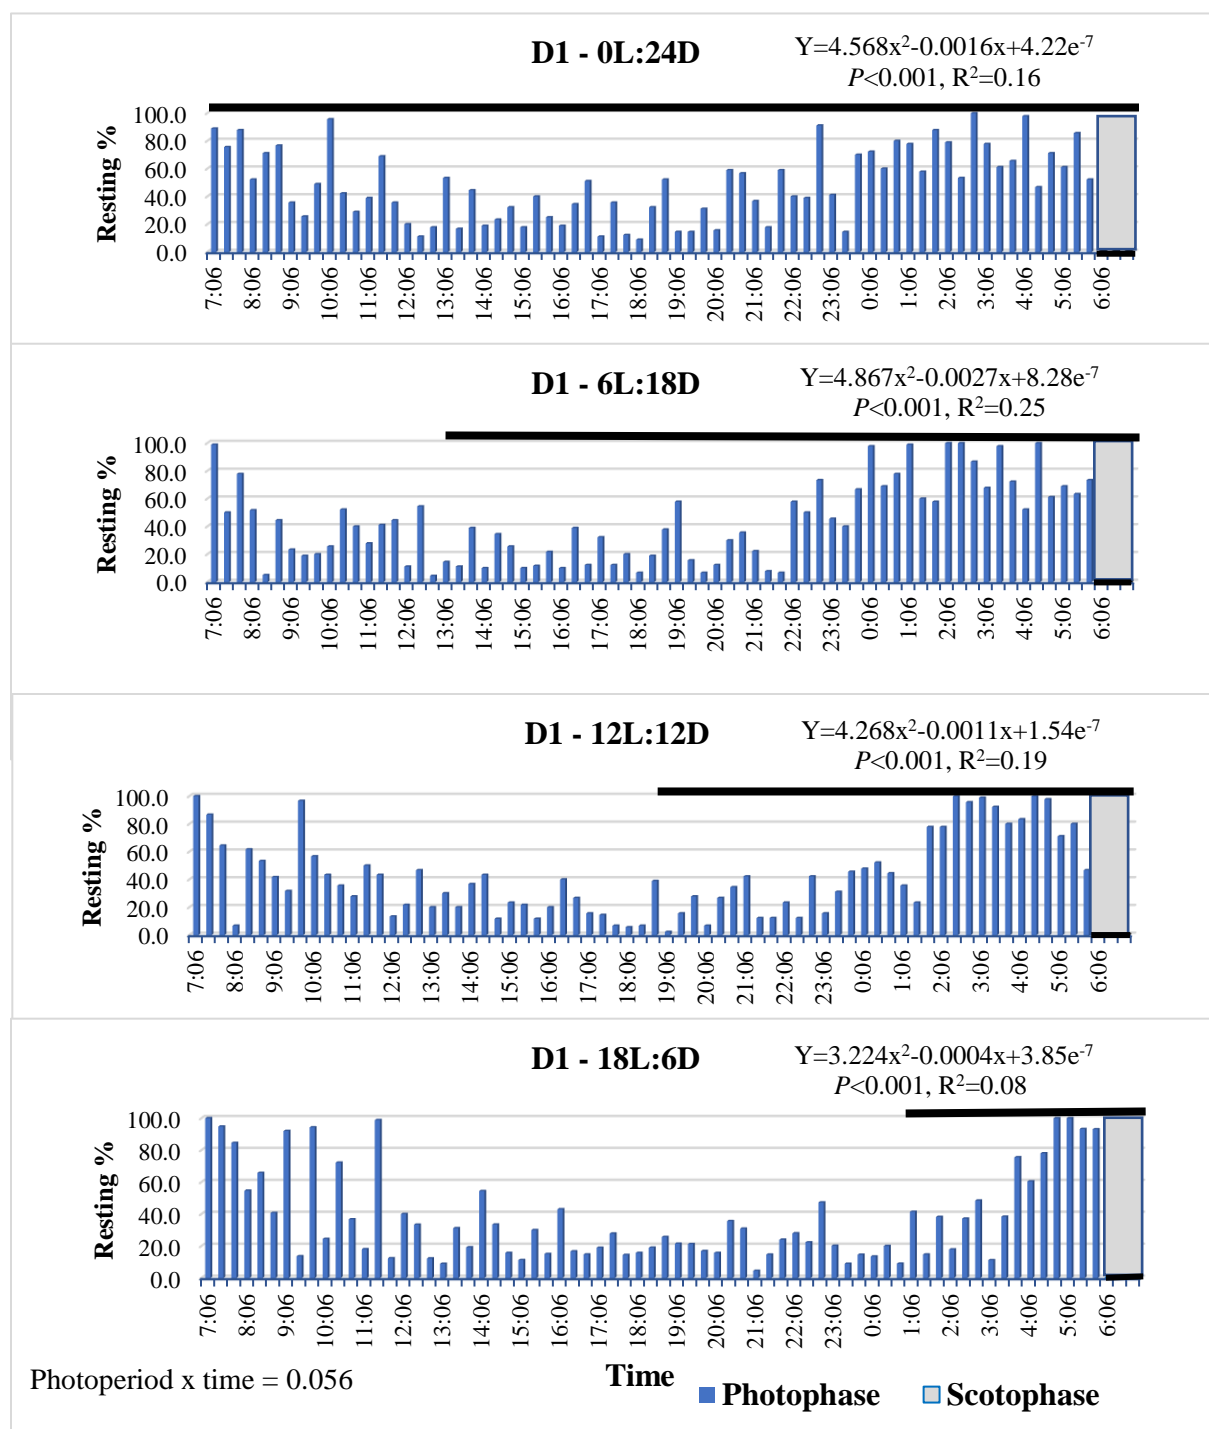 D1 - 0L:24D
Y=4.568x²-0.0016x+4.22e⁻⁷
P<0.001, R²=0.16
Resting %
100.0
80.0
60.0
40.0
20.0
0.0
7:06 8:06 9:06 10:06 11:06 12:06 13:06 14:06 15:06 16:06 17:06 18:06 19:06 20:06 21:06 22:06 23:06 0:06 1:06 2:06 3:06 4:06 5:06 6:06
D1 - 6L:18D
Y=4.867x²-0.0027x+8.28e⁻⁷
P<0.001, R²=0.25
Resting %
100.0
80.0
60.0
40.0
20.0
0.0
7:06 8:06 9:06 10:06 11:06 12:06 13:06 14:06 15:06 16:06 17:06 18:06 19:06 20:06 21:06 22:06 23:06 0:06 1:06 2:06 3:06 4:06 5:06 6:06
D1 - 12L:12D
Y=4.268x²-0.0011x+1.54e⁻⁷
P<0.001, R²=0.19
Resting %
100.0
80.0
60.0
40.0
20.0
0.0
7:06 8:06 9:06 10:06 11:06 12:06 13:06 14:06 15:06 16:06 17:06 18:06 19:06 20:06 21:06 22:06 23:06 0:06 1:06 2:06 3:06 4:06 5:06 6:06
D1 - 18L:6D
Y=3.224x²-0.0004x+3.85e⁻⁷
P<0.001, R²=0.08
Resting %
100.0
80.0
60.0
40.0
20.0
0.0
7:06 8:06 9:06 10:06 11:06 12:06 13:06 14:06 15:06 16:06 17:06 18:06 19:06 20:06 21:06 22:06 23:06 0:06 1:06 2:06 3:06 4:06 5:06 6:06
Photoperiod x time = 0.056
Time
Photophase Scotophase